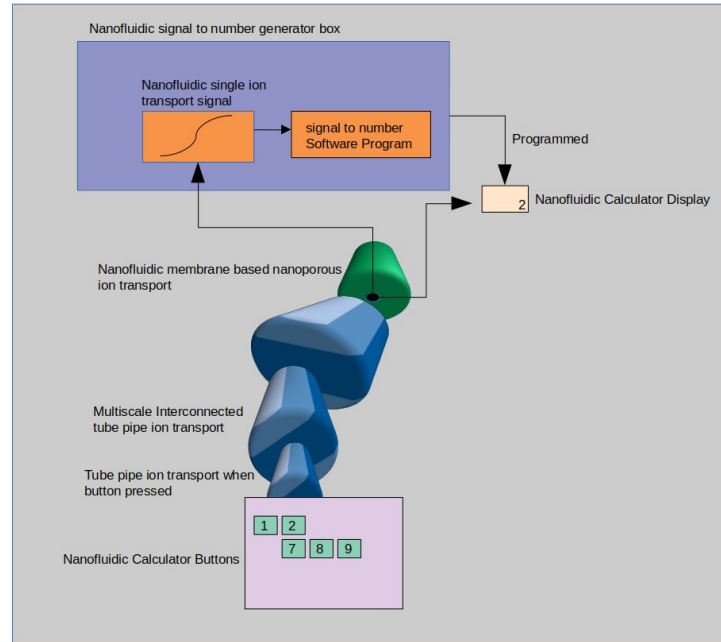 Nanofluidic signal to number generator box
Nanofluidic single ion
transport signal
signal to number
Software Program
Programmed
2
Nanofluidic Calculator Display
Nanofluidic membrane based nanoporous
ion transport
Multiscale Interconnected
tube pipe ion transport
Tube pipe ion transport when
button pressed
1 2
7 8 9
Nanofluidic Calculator Buttons